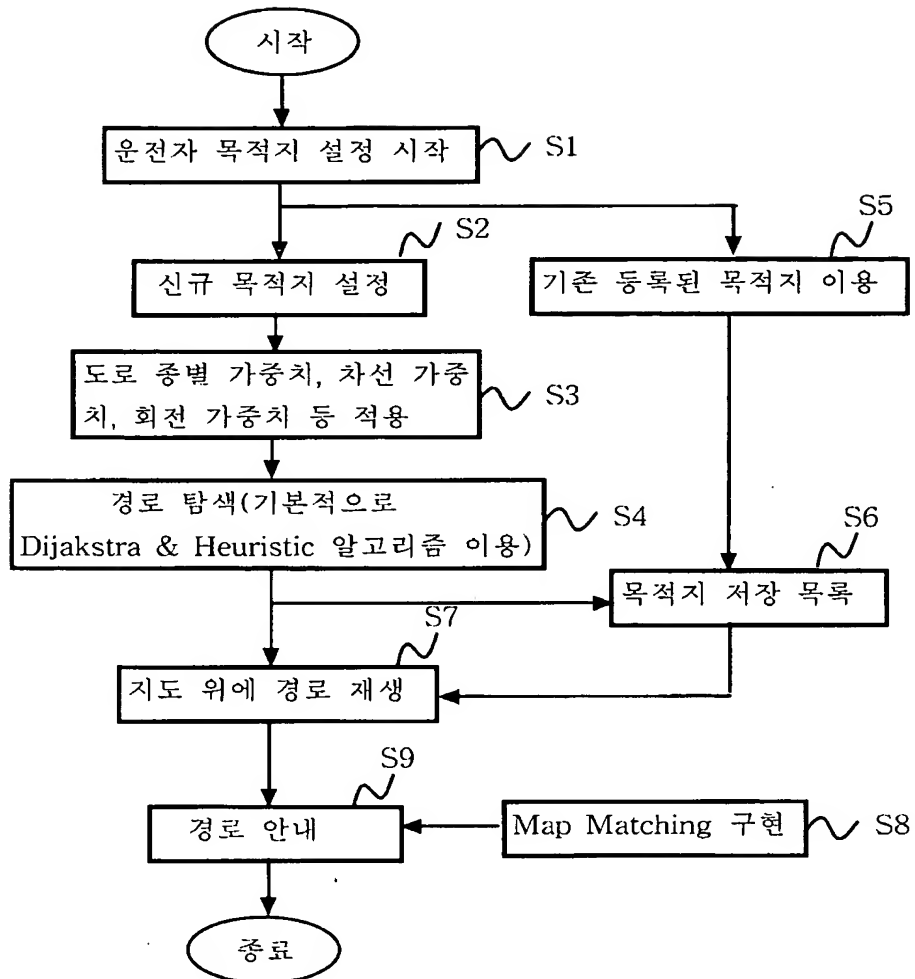 시작
운전자 목적지 설정 시작
S1
S2
S5
신규 목적지 설정
기존 등록된 목적지 이용
도로 종별 가중치, 차선 가중
치, 회전 가중치 등 적용
S3
경로 탐색(기본적으로
Dijakstra & Heuristic 알고리즘 이용)
S4
S6
목적지 저장 목록
S7
지도 위에 경로 재생
S9
경로 안내
Map Matching 구현
S8
종료